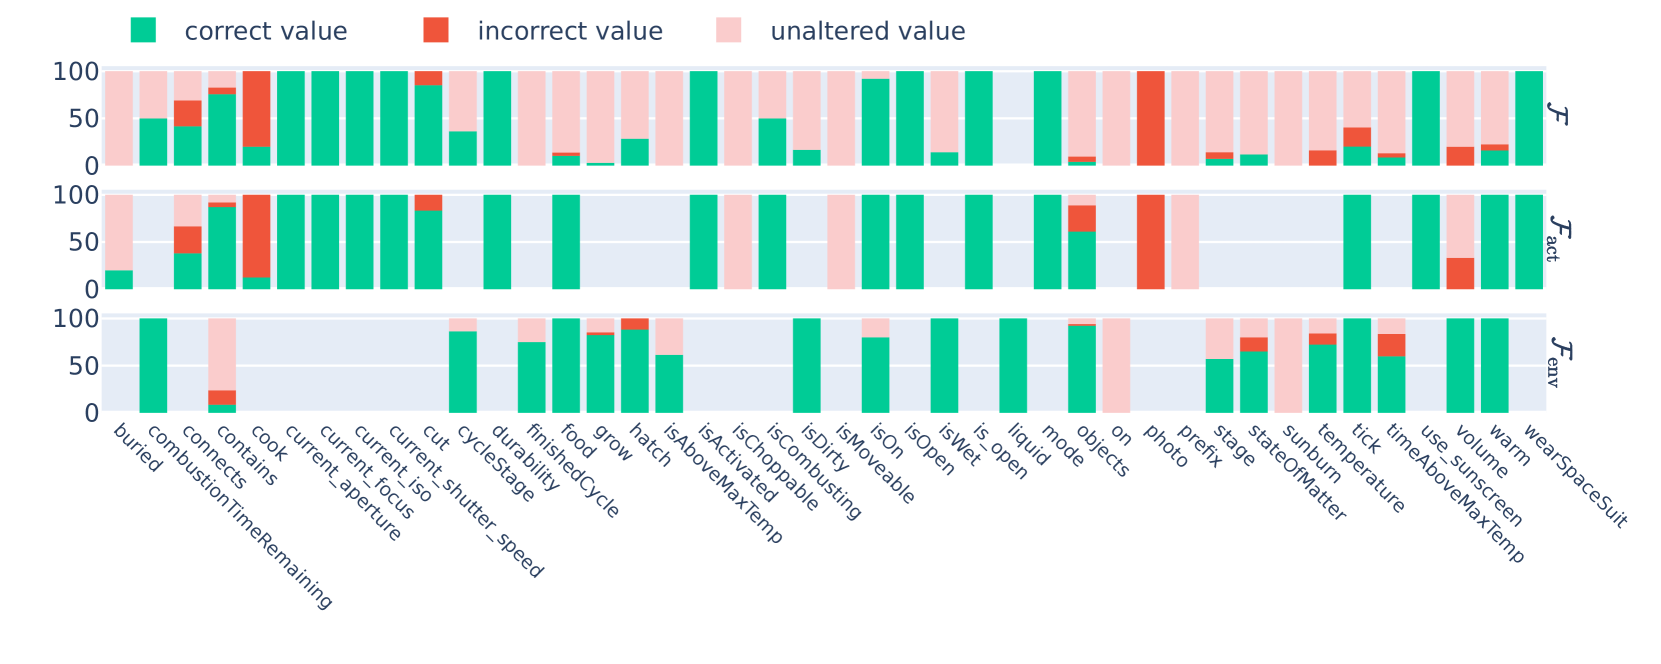 correct value incorrect value unaltered value
100
50
0
ℱ
100
50
0
ℱact
100
50
0
ℱenv
buried
combustionTimeRemaining
connects
contains
cook
current_aperture
current_focus
current_iso
current_shutter_speed
cut
cycleStage
durability
finishedCycle
food
grow
hatch
isAboveMaxTemp
isActivated
isChoppable
isCombusting
isDirty
isMoveable
isOn
isOpen
isWet
is_open
liquid
mode
objects
on
photo
prefix
stage
stateOfMatter
sunburn
temperature
tick
timeAboveMaxTemp
use_sunscreen
volume
warm
wearSpaceSuit